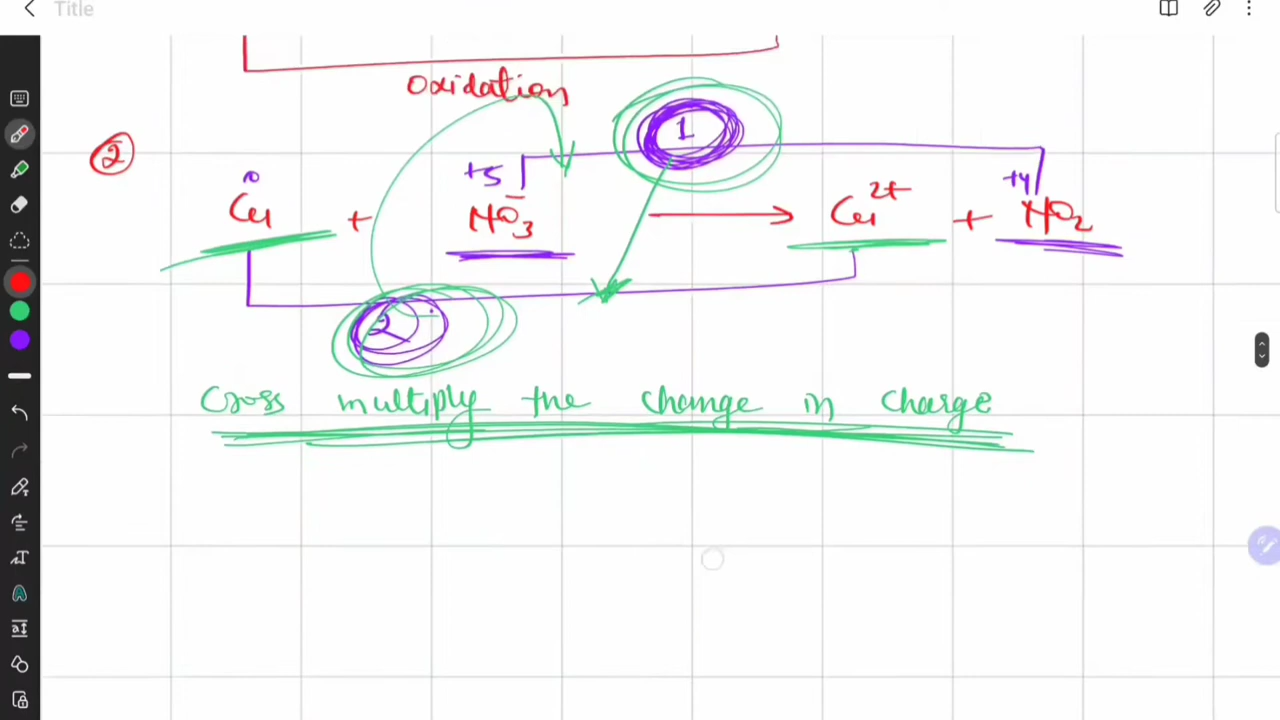 Title
Oxidation
1
② +5 +4
0
Cu + NO₃⁻ → Cu²⁺ + NO₂
2
Cross multiply the change in charge